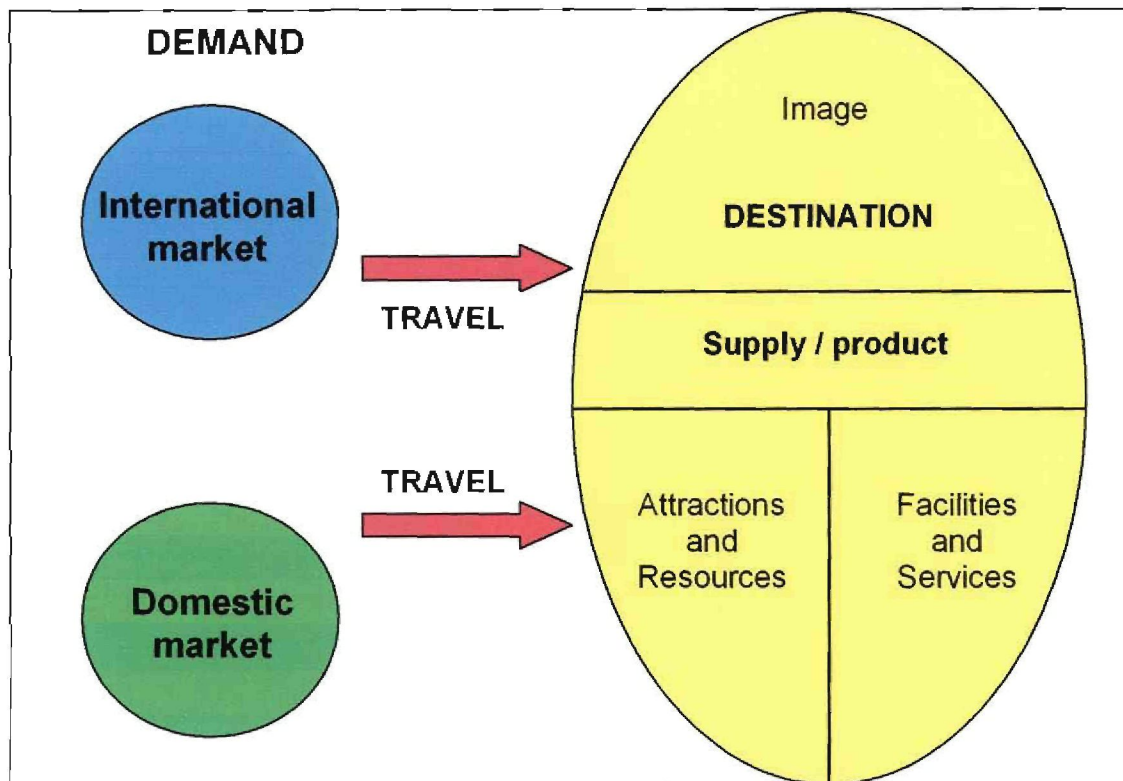 DEMAND
International
market
TRAVEL
TRAVEL
Domestic
market
Image
DESTINATION
Supply / product
Attractions
and
Resources
Facilities
and
Services